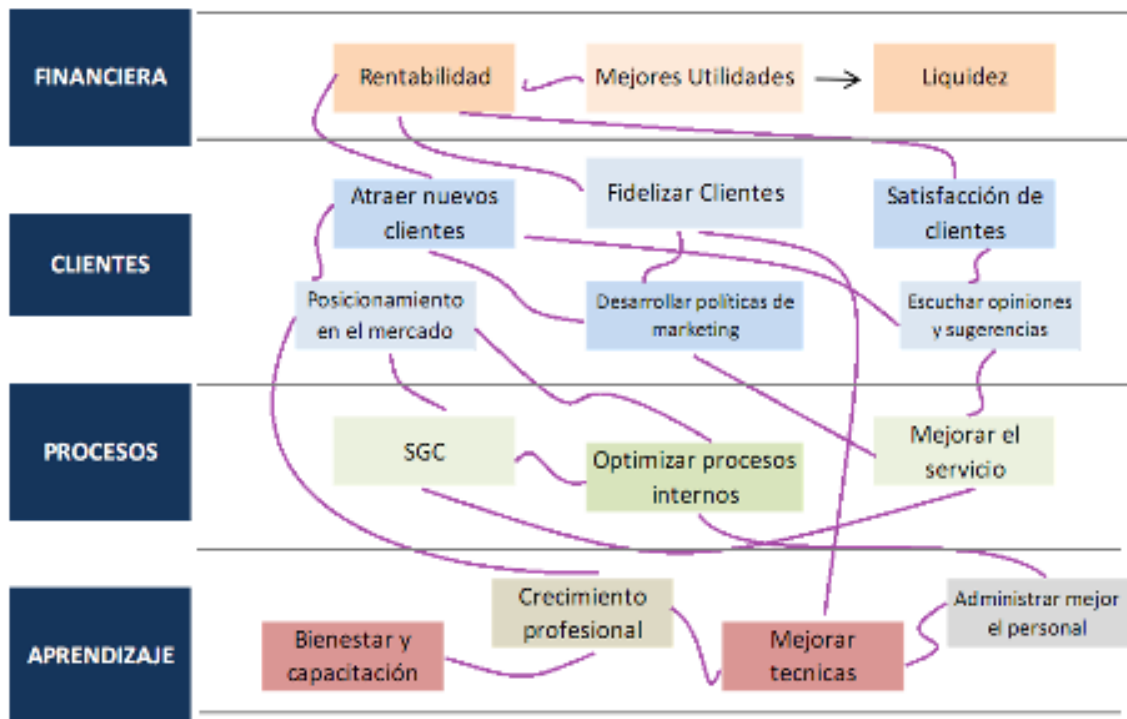 FINANCIERA
Rentabilidad
Mejores Utilidades
Liquidez
CLIENTES
Atraer nuevos
clientes
Fidelizar Clientes
Satisfacción de
clientes
Posicionamiento
en el mercado
Desarrollar políticas de
marketing
Escuchar opiniones
y sugerencias
PROCESOS
SGC
Optimizar procesos
internos
Mejorar el
servicio
APRENDIZAJE
Bienestar y
capacitación
Crecimiento
profesional
Mejorar
tecnicas
Administrar mejor
el personal